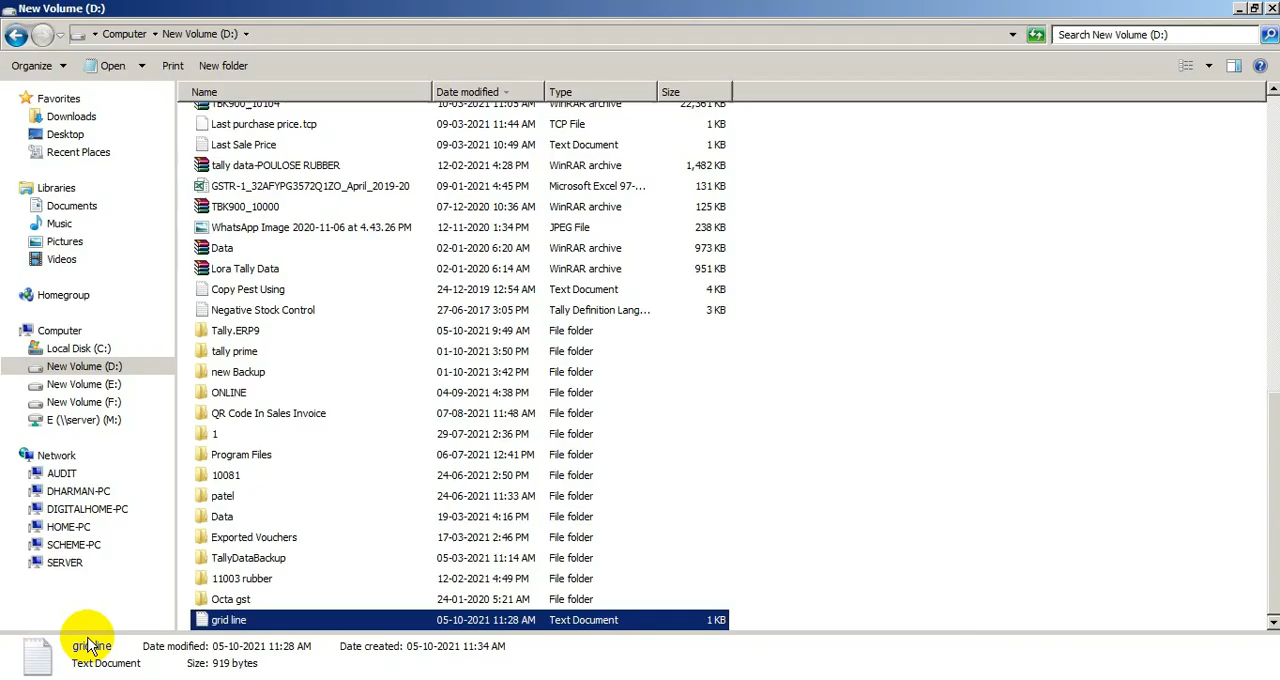 New Volume (D:)
Computer New Volume (D:) Search New Volume (D:)
Organize Open Print New folder
Name Date modified Type Size
Favorites
Downloads
Desktop
Recent Places
Libraries
Documents
Music
Pictures
Videos
Homegroup
Computer
Local Disk (C:)
New Volume (D:)
New Volume (E:)
New Volume (F:)
E (\\server) (M:)
Network
AUDIT
DHARMAN-PC
DIGITALHOME-PC
HOME-PC
SCHEME-PC
SERVER
TBK900_10104 10-03-2021 11:05 AM WinRAR archive 22,361 KB
Last purchase price.tcp 09-03-2021 11:44 AM TCP File 1 KB
Last Sale Price 09-03-2021 10:49 AM Text Document 1 KB
tally data-POULOSE RUBBER 12-02-2021 4:28 PM WinRAR archive 1,482 KB
GSTR-1_32AFYPG3572Q1ZO_April_2019-20 09-01-2021 4:45 PM Microsoft Excel 97-... 131 KB
TBK900_10000 07-12-2020 10:36 AM WinRAR archive 125 KB
WhatsApp Image 2020-11-06 at 4.43.26 PM 12-11-2020 1:34 PM JPEG File 238 KB
Data 02-01-2020 6:20 AM WinRAR archive 973 KB
Lora Tally Data 02-01-2020 6:14 AM WinRAR archive 951 KB
Copy Pest Using 24-12-2019 12:54 AM Text Document 4 KB
Negative Stock Control 27-06-2017 3:05 PM Tally Definition Lang... 3 KB
Tally.ERP9 05-10-2021 9:49 AM File folder
tally prime 01-10-2021 3:50 PM File folder
new Backup 01-10-2021 3:42 PM File folder
ONLINE 04-09-2021 4:38 PM File folder
QR Code In Sales Invoice 07-08-2021 11:48 AM File folder
1 29-07-2021 2:36 PM File folder
Program Files 06-07-2021 12:41 PM File folder
10081 24-06-2021 2:50 PM File folder
patel 24-06-2021 11:33 AM File folder
Data 19-03-2021 4:16 PM File folder
Exported Vouchers 17-03-2021 2:46 PM File folder
TallyDataBackup 05-03-2021 11:14 AM File folder
11003 rubber 12-02-2021 4:49 PM File folder
Octa gst 24-01-2020 5:21 AM File folder
grid line 05-10-2021 11:28 AM Text Document 1 KB
grid line Date modified: 05-10-2021 11:28 AM Date created: 05-10-2021 11:34 AM
Text Document Size: 919 bytes